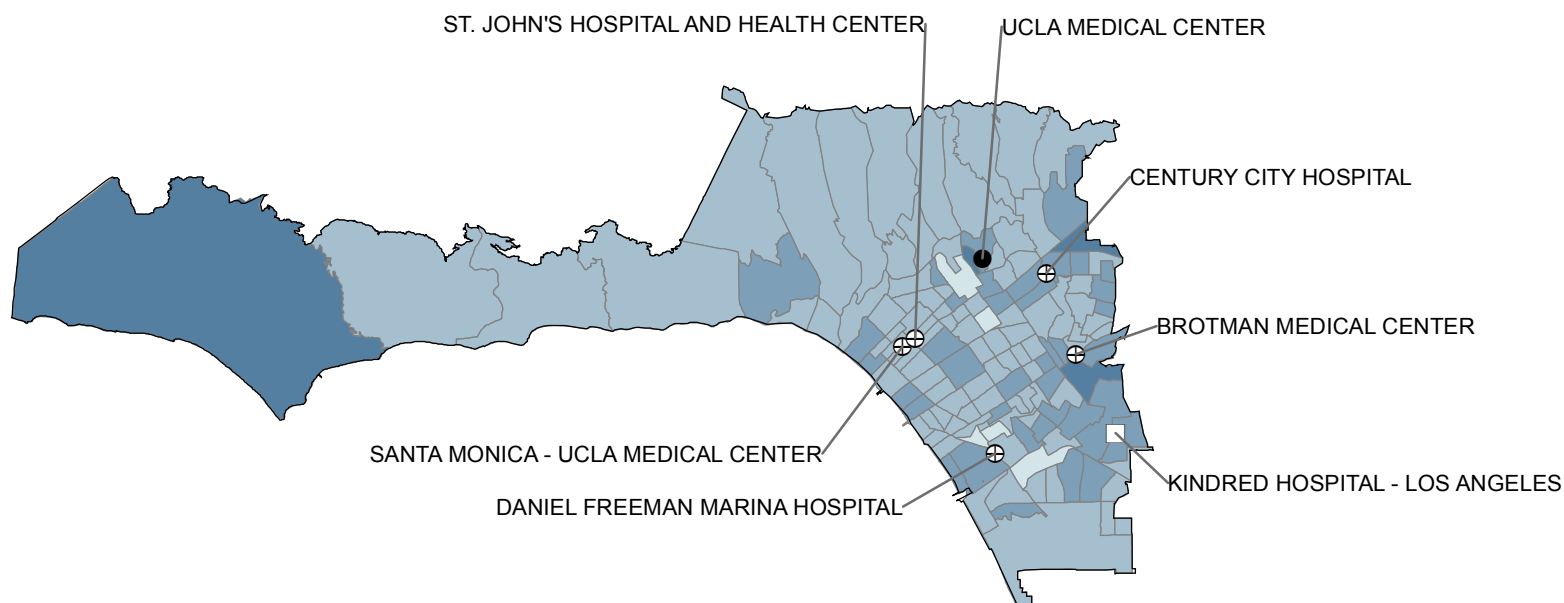 ST. JOHN'S HOSPITAL AND HEALTH CENTER
UCLA MEDICAL CENTER
CENTURY CITY HOSPITAL
BROTMAN MEDICAL CENTER
SANTA MONICA - UCLA MEDICAL CENTER
KINDRED HOSPITAL - LOS ANGELES
DANIEL FREEMAN MARINA HOSPITAL